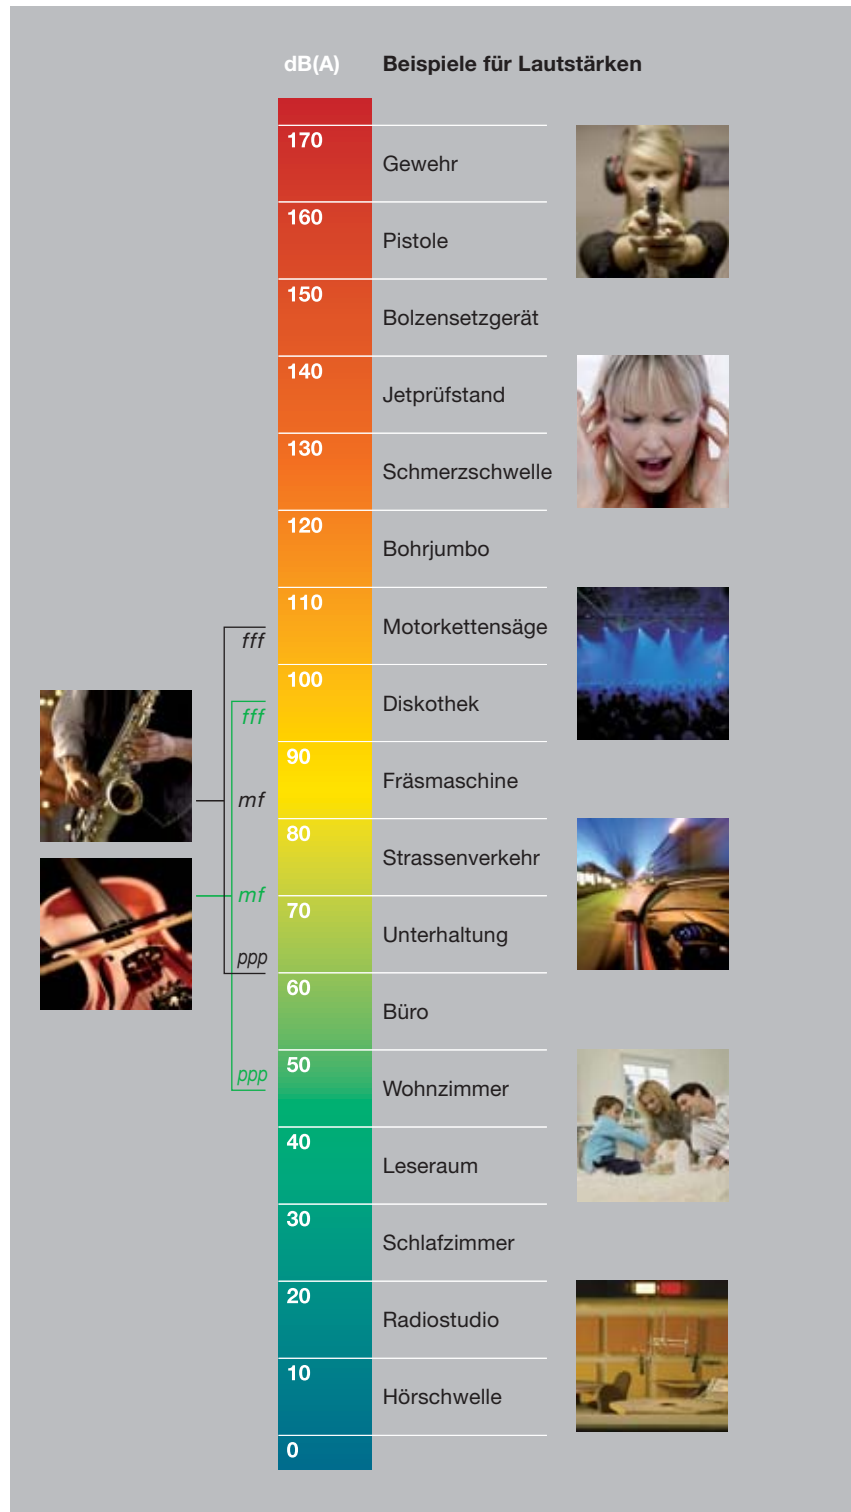 dB(A) Beispiele für Lautstärken
170
Gewehr
160
Pistole
150
Bolzensetzgerät
140
Jetprüfstand
130
Schmerzschwelle
120
Bohrjumbo
110
Motorkettensäge
fff
100
Diskothek
fff
90
Fräsmaschine
mf
80
Strassenverkehr
mf
70
Unterhaltung
ppp
60
Büro
50
ppp
Wohnzimmer
40
Leseraum
30
Schlafzimmer
20
Radiostudio
10
Hörschwelle
0